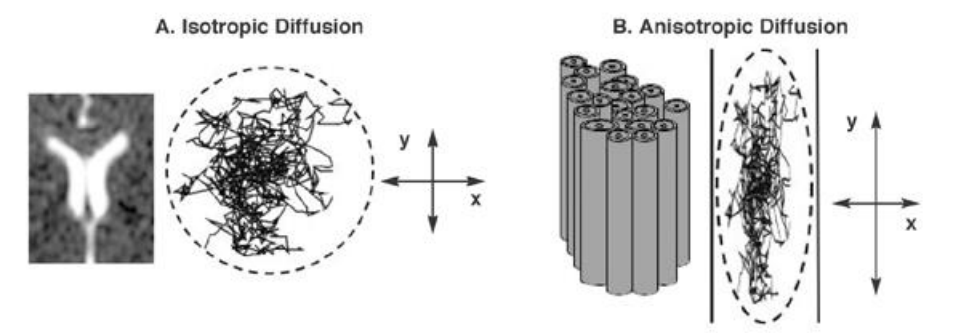 A. Isotropic Diffusion
B. Anisotropic Diffusion
y
x
y
x